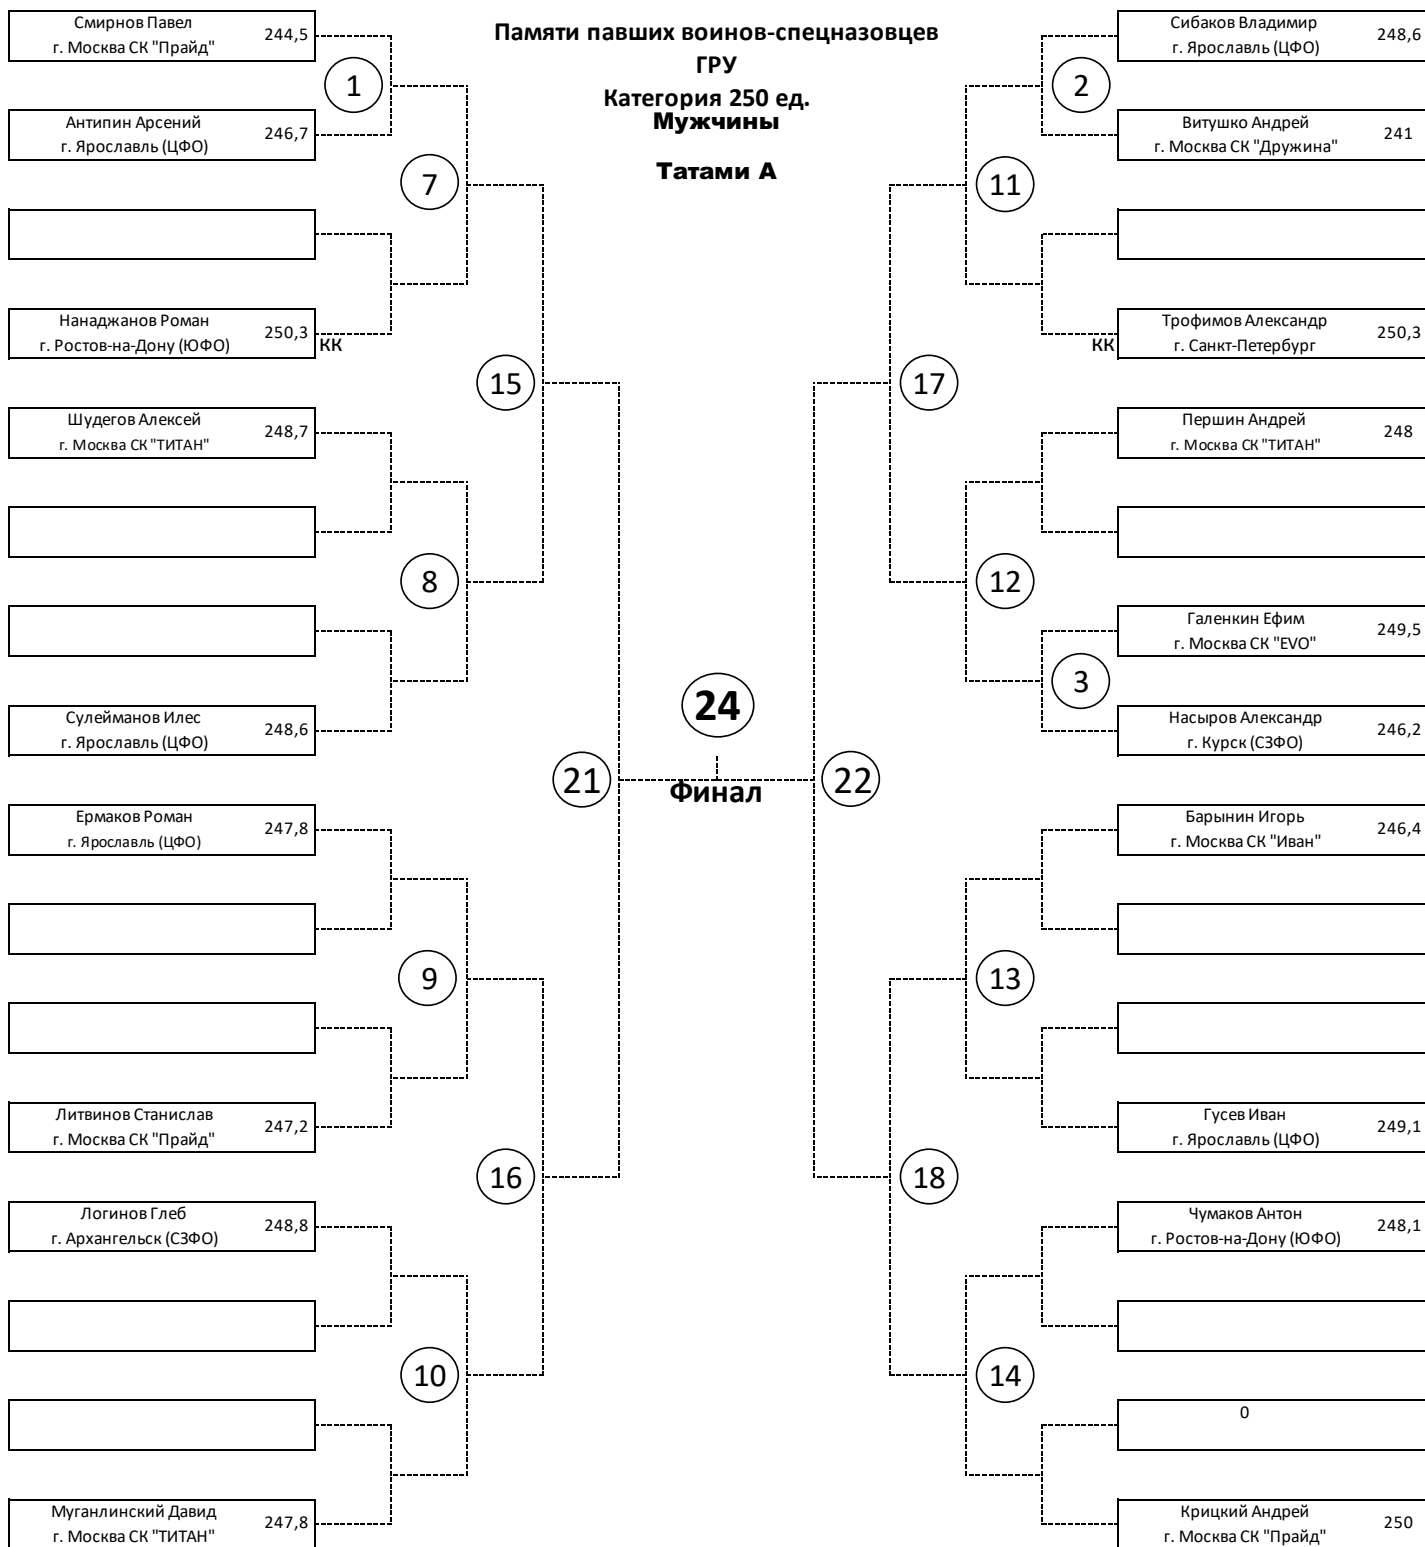 Памяти павших воинов-спецназовцев
ГРУ
Категория 250 ед.
Мужчины
Татами А
Смирнов Павел
г. Москва СК "Прайд"
244,5
1
Антипин Арсений
г. Ярославль (ЦФО)
246,7
7
Нанаджанов Роман
г. Ростов-на-Дону (ЮФО)
250,3
КК
15
Шудегов Алексей
г. Москва СК "ТИТАН"
248,7
8
Сулейманов Илес
г. Ярославль (ЦФО)
248,6
21
Ермаков Роман
г. Ярославль (ЦФО)
247,8
9
Литвинов Станислав
г. Москва СК "Прайд"
247,2
16
Логинов Глеб
г. Архангельск (СЗФО)
248,8
10
Муганлинский Давид
г. Москва СК "ТИТАН"
247,8
24
Финал
Сибаков Владимир
г. Ярославль (ЦФО)
248,6
2
Витушко Андрей
г. Москва СК "Дружина"
241
11
Трофимов Александр
г. Санкт-Петербург
250,3
КК
17
Першин Андрей
г. Москва СК "ТИТАН"
248
12
Галенкин Ефим
г. Москва СК "EVO"
249,5
3
Насыров Александр
г. Курск (СЗФО)
246,2
22
Барынин Игорь
г. Москва СК "Иван"
246,4
13
Гусев Иван
г. Ярославль (ЦФО)
249,1
18
Чумаков Антон
г. Ростов-на-Дону (ЮФО)
248,1
14
0
Крицкий Андрей
г. Москва СК "Прайд"
250